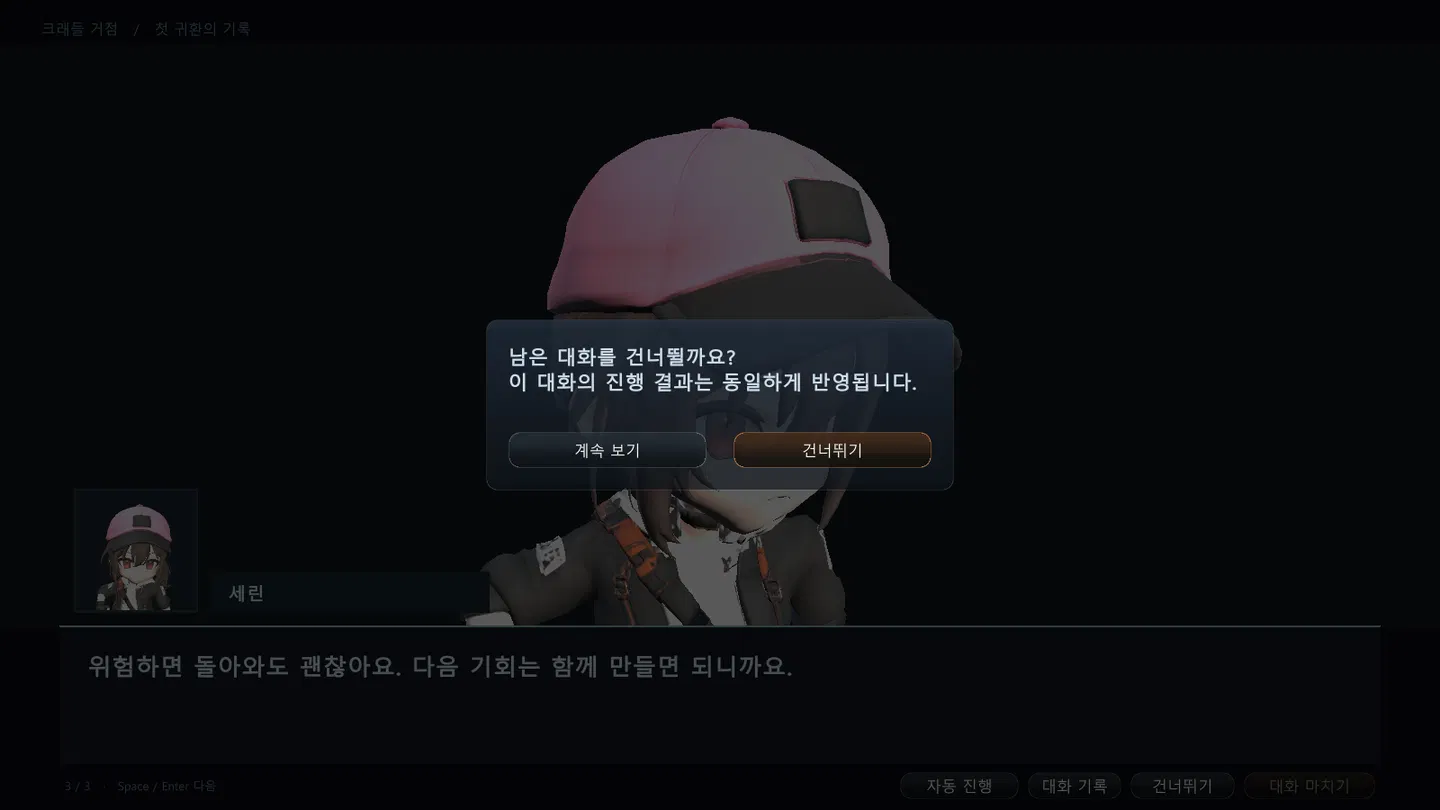 크래들 거점 / 첫 귀환의 기록
남은 대화를 건너뛸까요?
이 대화의 진행 결과는 동일하게 반영됩니다.
계속 보기
건너뛰기
세린
위험하면 돌아와도 괜찮아요. 다음 기회는 함께 만들면 되니까요.
3 / 3 · Space / Enter 다음
자동 진행
대화 기록
건너뛰기
대화 마치기